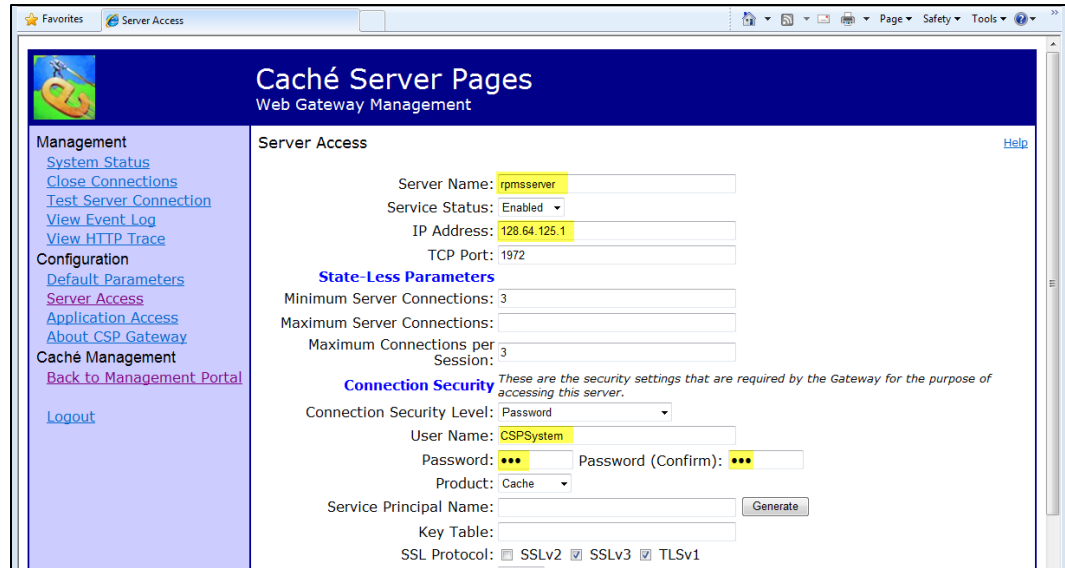 Favorites Server Access Page Safety Tools
Caché Server Pages
Web Gateway Management
Management
System Status
Close Connections
Test Server Connection
View Event Log
View HTTP Trace
Configuration
Default Parameters
Server Access
Application Access
About CSP Gateway
Caché Management
Back to Management Portal
Logout
Server Access Help
Server Name: rpmsserver
Service Status: Enabled
IP Address: 128.64.125.1
TCP Port: 1972
State-Less Parameters
Minimum Server Connections: 3
Maximum Server Connections:
Maximum Connections per
Session: 3
Connection Security These are the security settings that are required by the Gateway for the purpose of
accessing this server.
Connection Security Level: Password
User Name: CSPSystem
Password: ••• Password (Confirm): •••
Product: Cache
Service Principal Name: Generate
Key Table:
SSL Protocol: SSLv2 SSLv3 TLSv1